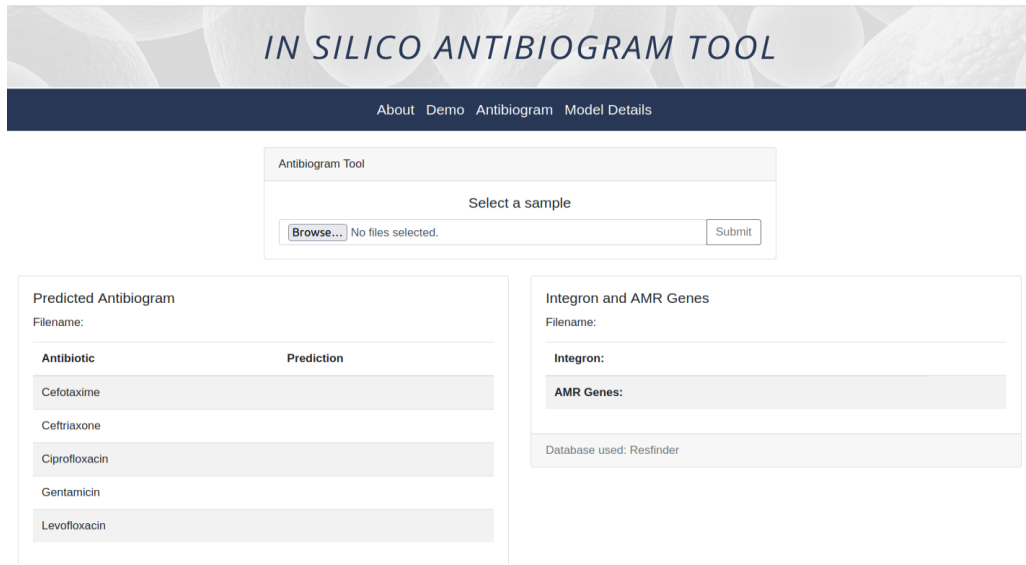 IN SILICO ANTIBIOGRAM TOOL
About Demo Antibiogram Model Details
Antibiogram Tool
Select a sample
Browse... No files selected. Submit
Predicted Antibiogram
Filename:
Antibiotic Prediction
Cefotaxime
Ceftriaxone
Ciprofloxacin
Gentamicin
Levofloxacin
Integron and AMR Genes
Filename:
Integron:
AMR Genes:
Database used: Resfinder